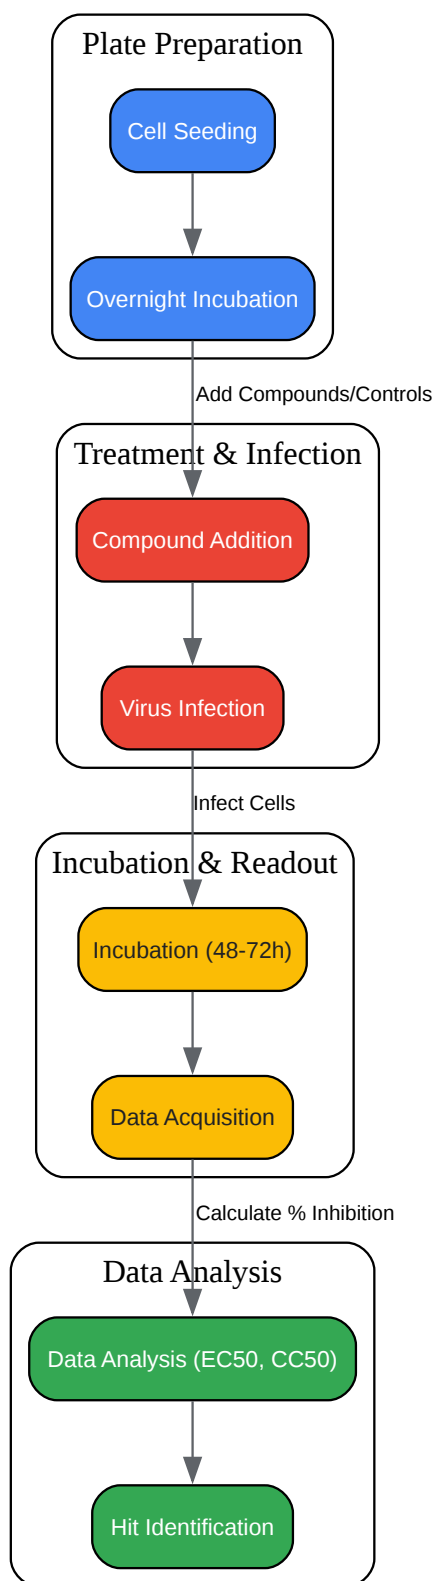 Plate Preparation
Cell Seeding
Overnight Incubation
Add Compounds/Controls
Treatment & Infection
Compound Addition
Virus Infection
Infect Cells
Incubation & Readout
Incubation (48-72h)
Data Acquisition
Calculate % Inhibition
Data Analysis
Data Analysis (EC50, CC50)
Hit Identification